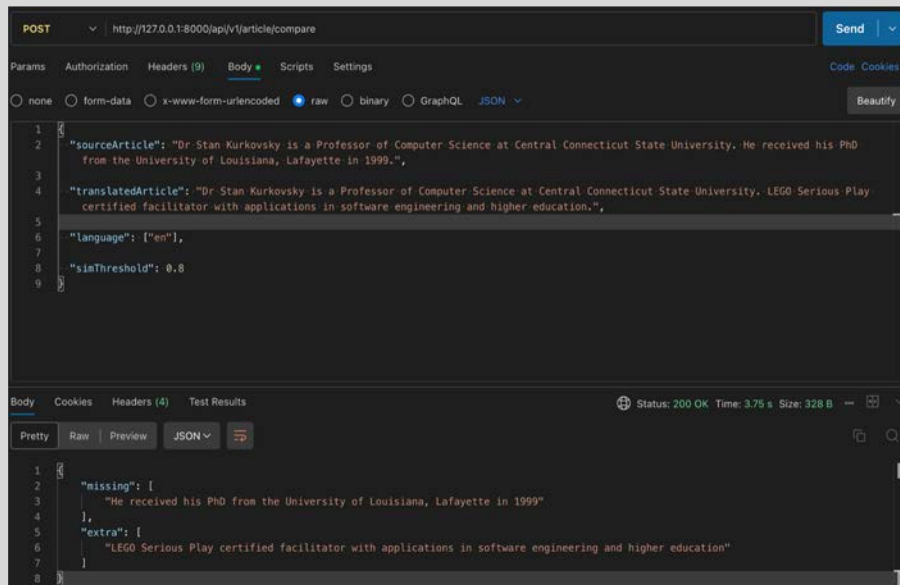 POST http://127.0.0.1:8000/api/v1/article/compare Send
Params Authorization Headers (9) Body Scripts Settings Code Cookies
none form-data x-www-form-urlencoded raw binary GraphQL JSON Beautify
1 {
2 "sourceArticle": "Dr Stan Kurkovsky is a Professor of Computer Science at Central Connecticut State University. He received his PhD
from the University of Louisiana, Lafayette in 1999.",
3
4 "translatedArticle": "Dr Stan Kurkovsky is a Professor of Computer Science at Central Connecticut State University. LEGO Serious Play
certified facilitator with applications in software engineering and higher education.",
5
6 "language": ["en"],
7
8 "simThreshold": 0.8
9 }
Body Cookies Headers (4) Test Results Status: 200 OK Time: 3.75 s Size: 328 B
Pretty Raw Preview JSON
1 {
2 "missing": [
3 "He received his PhD from the University of Louisiana, Lafayette in 1999"
4 ],
5 "extra": [
6 "LEGO Serious Play certified facilitator with applications in software engineering and higher education"
7 ]
8 }